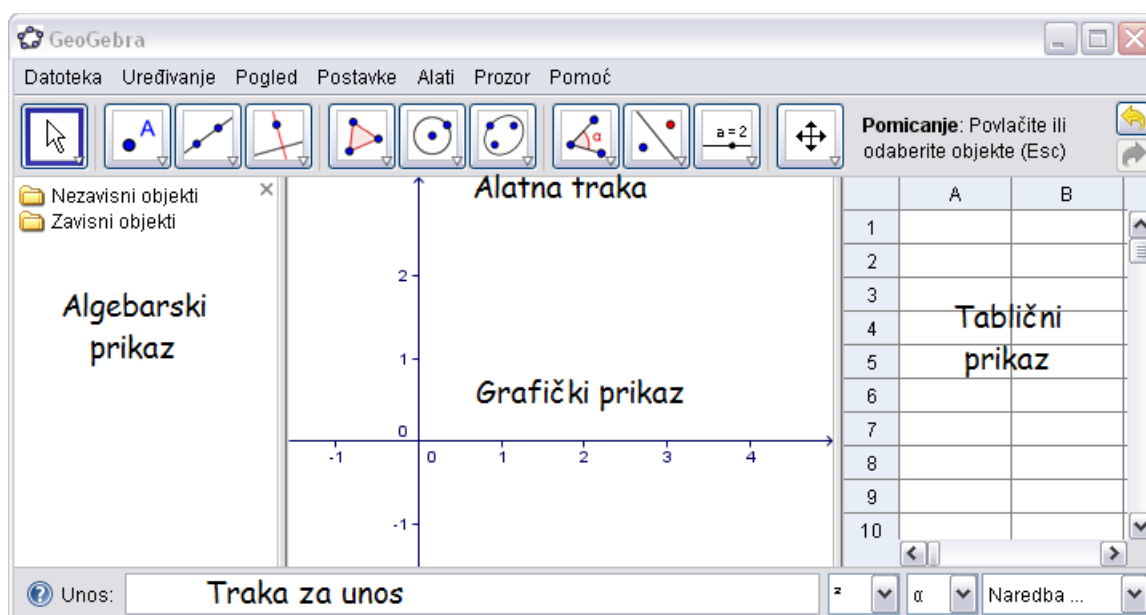 GeoGebra
Datoteka Uređivanje Pogled Postavke Alati Prozor Pomoć
A
α
a = 2
Pomicanje: Povlačite ili
odaberite objekte (Esc)
Nezavisni objekti
Zavisni objekti
Algebarski
prikaz
Alatna traka
2
1
Grafički prikaz
0
-1 0 1 2 3 4
-1
A B
1
2
3
4
5
6
7
8
9
10
Tablični
prikaz
Unos: Traka za unos ² α Naredba ...